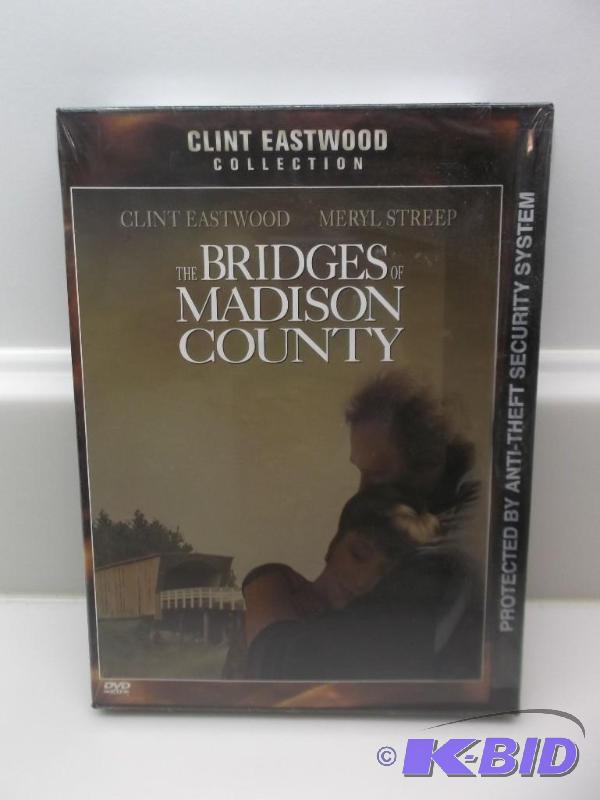 CLINT EASTWOOD
COLLECTION
CLINT EASTWOOD MERYL STREEP
THE BRIDGES OF
MADISON
COUNTY
PROTECTED BY ANTI-THEFT SECURITY SYSTEM
DVD
© K-BID